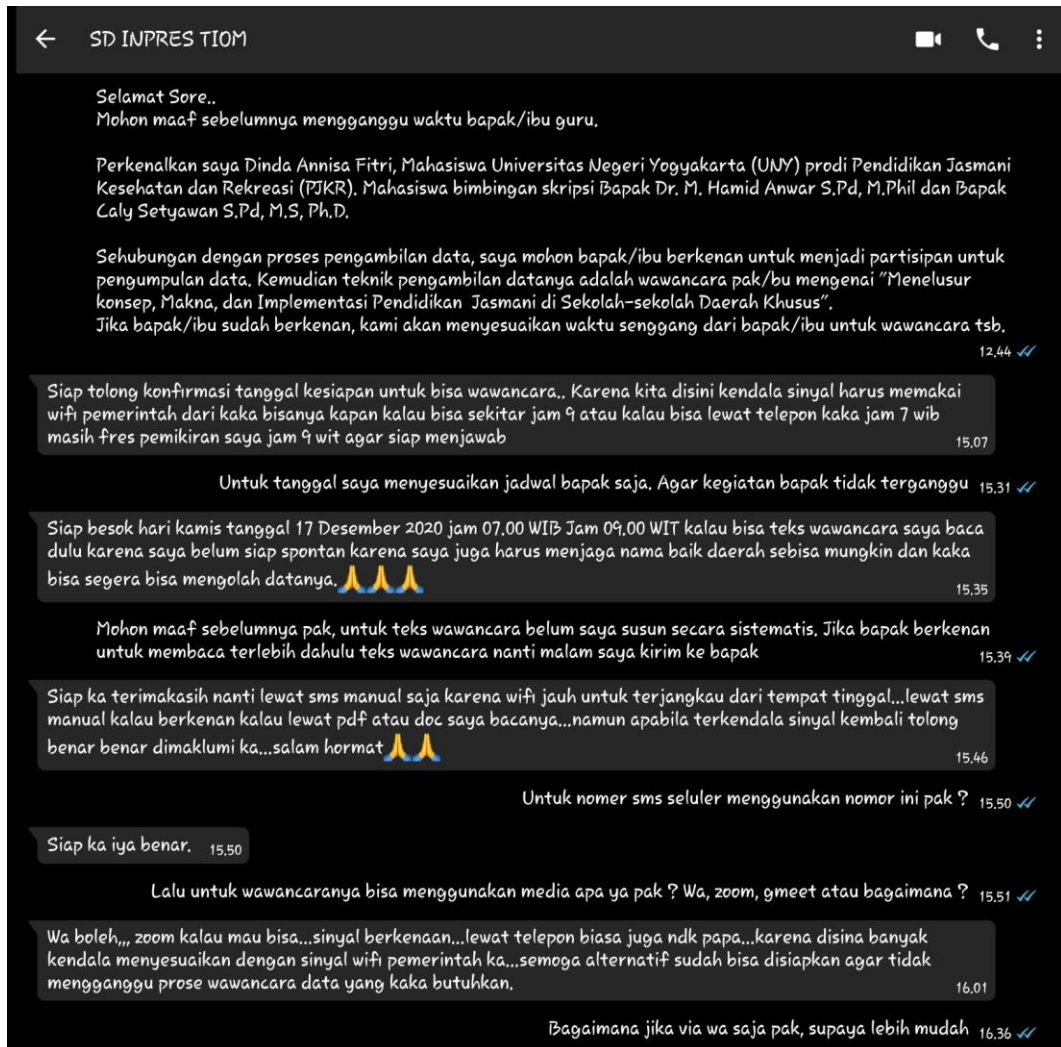 SD INPRES TIOM
Selamat Sore..
Mohon maaf sebelumnya mengganggu waktu bapak/ibu guru.
Perkenalkan saya Dinda Annisa Fitri, Mahasiswa Universitas Negeri Yogyakarta (UNY) prodi Pendidikan Jasmani
Kesehatan dan Rekreasi (PJKR). Mahasiswa bimbingan skripsi Bapak Dr. M. Hamid Anwar S.Pd, M.Phil dan Bapak
Caly Setyawan S.Pd, M.S, Ph.D.
Sehubungan dengan proses pengambilan data, saya mohon bapak/ibu berkenan untuk menjadi partisipan untuk
pengumpulan data. Kemudian teknik pengambilan datanya adalah wawancara pak/bu mengenai "Menelusur
konsep, Makna, dan Implementasi Pendidikan Jasmani di Sekolah-sekolah Daerah Khusus".
Jika bapak/ibu sudah berkenan, kami akan menyesuaikan waktu senggang dari bapak/ibu untuk wawancara tsb.
12.44
Siap tolong konfirmasi tanggal kesiapan untuk bisa wawancara.. Karena kita disini kendala sinyal harus memakai
wifi pemerintah dari kaka bisanya kapan kalau bisa sekitar jam 9 atau kalau bisa lewat telepon kaka jam 7 wib
masih fres pemikiran saya jam 9 wit agar siap menjawab
15.07
Untuk tanggal saya menyesuaikan jadwal bapak saja. Agar kegiatan bapak tidak terganggu 15.31
Siap besok hari kamis tanggal 17 Desember 2020 jam 07.00 WIB Jam 09.00 WIT kalau bisa teks wawancara saya baca
dulu karena saya belum siap spontan karena saya juga harus menjaga nama baik daerah sebisa mungkin dan kaka
bisa segera bisa mengolah datanya.🙏🙏🙏
15.35
Mohon maaf sebelumnya pak, untuk teks wawancara belum saya susun secara sistematis. Jika bapak berkenan
untuk membaca terlebih dahulu teks wawancara nanti malam saya kirim ke bapak 15.39
Siap ka terimakasih nanti lewat sms manual saja karena wifi jauh untuk terjangkau dari tempat tinggal...lewat sms
manual kalau berkenan kalau lewat pdf atau doc saya bacanya...namun apabila terkendala sinyal kembali tolong
benar benar dimaklumi ka...salam hormat🙏🙏
15.46
Untuk nomer sms seluler menggunakan nomor ini pak ? 15.50
Siap ka iya benar. 15.50
Lalu untuk wawancaranya bisa menggunakan media apa ya pak ? Wa, zoom, gmeet atau bagaimana ? 15.51
Wa boleh,,, zoom kalau mau bisa...sinyal berkenaan...lewat telepon biasa juga ndk papa...karena disina banyak
kendala menyesuaikan dengan sinyal wifi pemerintah ka...semoga alternatif sudah bisa disiapkan agar tidak
mengganggu prose wawancara data yang kaka butuhkan.
16.01
Bagaimana jika via wa saja pak, supaya lebih mudah 16.36